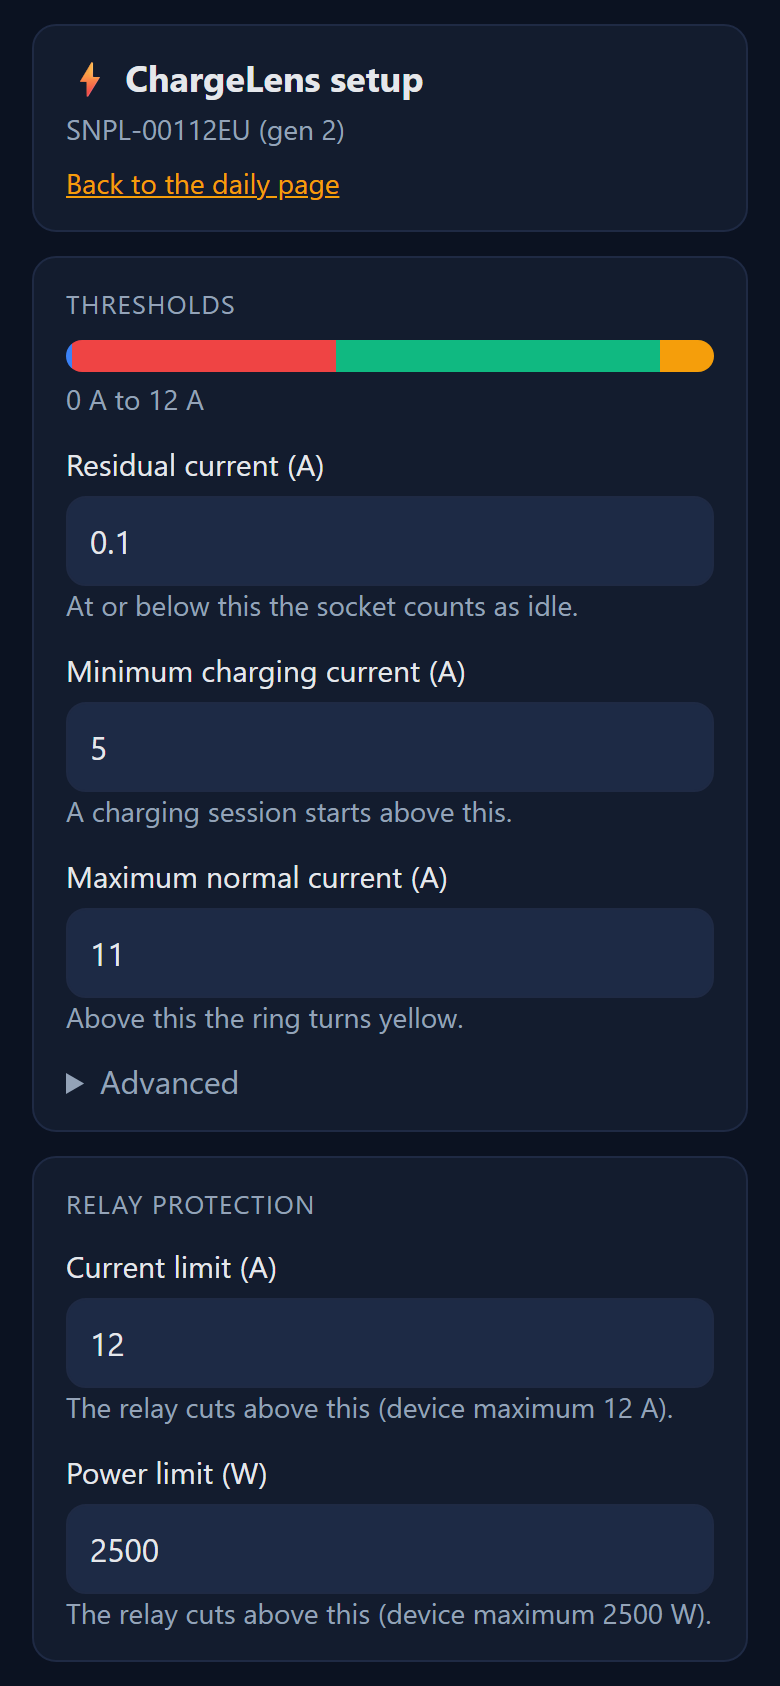 ChargeLens setup
SNPL-00112EU (gen 2)
Back to the daily page
THRESHOLDS
0 A to 12 A
Residual current (A)
0.1
At or below this the socket counts as idle.
Minimum charging current (A)
5
A charging session starts above this.
Maximum normal current (A)
11
Above this the ring turns yellow.
Advanced
RELAY PROTECTION
Current limit (A)
12
The relay cuts above this (device maximum 12 A).
Power limit (W)
2500
The relay cuts above this (device maximum 2500 W).